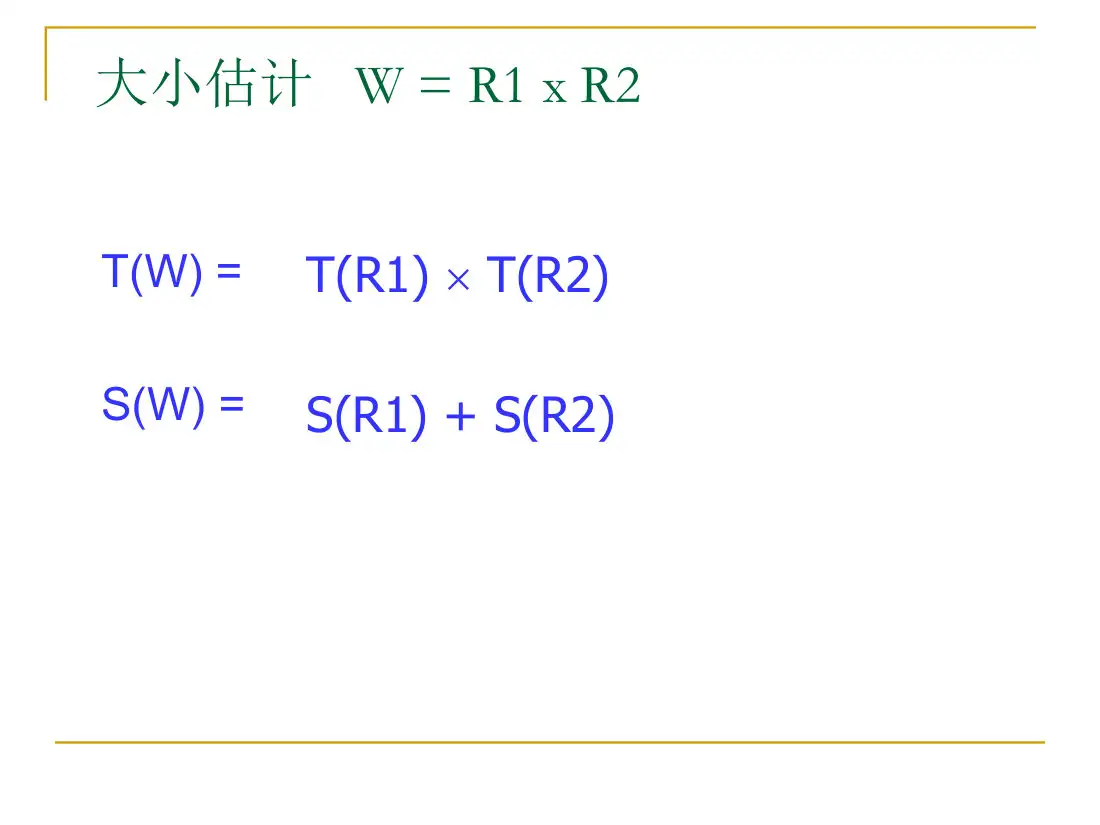 大小估计 W = R1 x R2
T(W) = T(R1) × T(R2)
S(W) = S(R1) + S(R2)